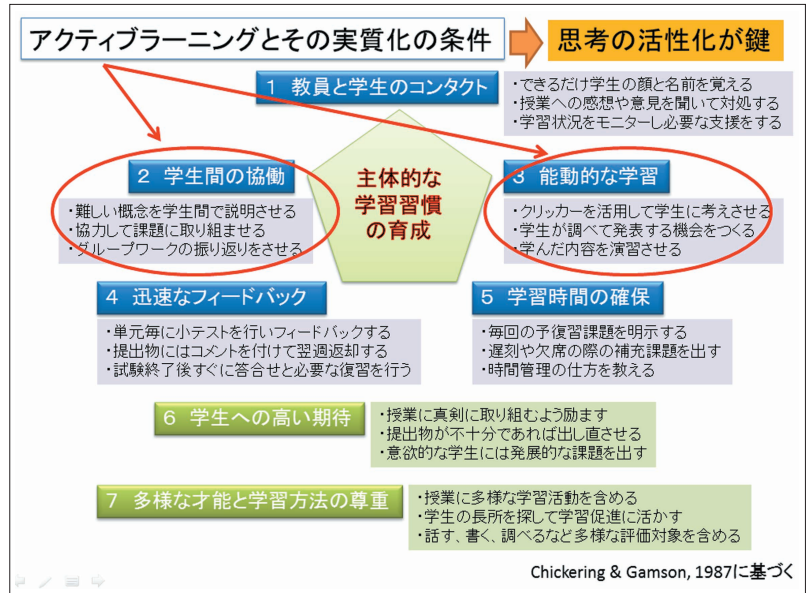 アクティブラーニングとその実質化の条件
思考の活性化が鍵
1 教員と学生のコンタクト
・できるだけ学生の顔と名前を覚える
・授業への感想や意見を聞いて対処する
・学習状況をモニターし必要な支援をする
主体的な
学習習慣
の育成
2 学生間の協働
・難しい概念を学生間で説明させる
・協力して課題に取り組ませる
・グループワークの振り返りをさせる
3 能動的な学習
・クリッカーを活用して学生に考えさせる
・学生が調べて発表する機会をつくる
・学んだ内容を演習させる
4 迅速なフィードバック
・単元毎に小テストを行いフィードバックする
・提出物にはコメントを付けて翌週返却する
・試験終了後すぐに答合せと必要な復習を行う
5 学習時間の確保
・毎回の予復習課題を明示する
・遅刻や欠席の際の補充課題を出す
・時間管理の仕方を教える
6 学生への高い期待
・授業に真剣に取り組むよう励ます
・提出物が不十分であれば出し直させる
・意欲的な学生には発展的な課題を出す
7 多様な才能と学習方法の尊重
・授業に多様な学習活動を含める
・学生の長所を探して学習促進に活かす
・話す、書く、調べるなど多様な評価対象を含める
Chickering & Gamson, 1987に基づく